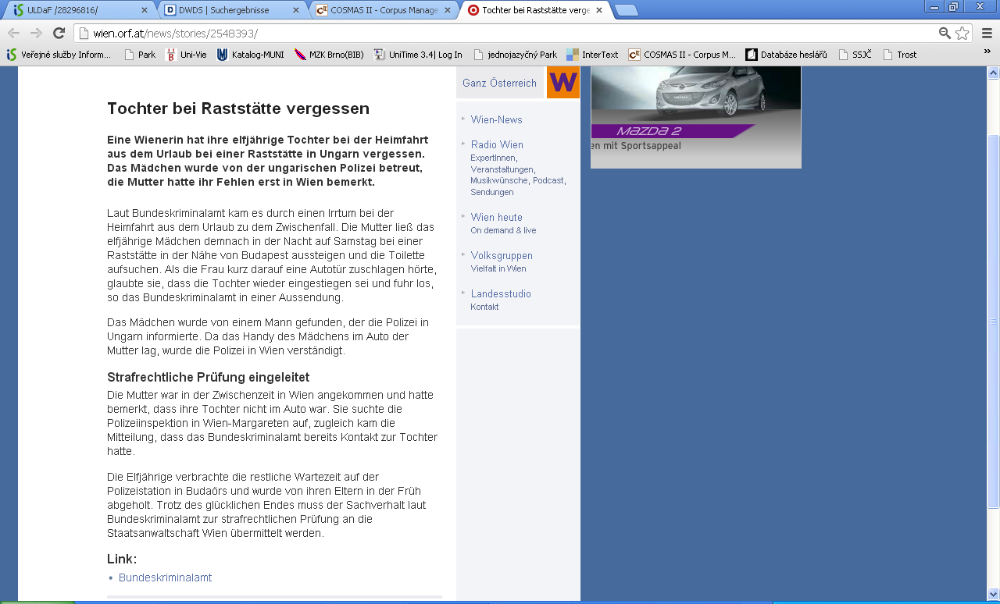 ULDaF /28296816/
DWDS | Suchergebnisse
COSMAS II - Corpus Manage
Tochter bei Raststätte verge
wien.orf.at/news/stories/2548393/
Veřejné služby Inform...
Park
Uni-Vie
Katalog-MUNI
MZK Brno(BIB)
UniTime 3.4| Log In
jednojazyčný Park
InterText
COSMAS II - Corpus M...
Databáze heslářů
SSJČ
Trost
»
Tochter bei Raststätte vergessen
Eine Wienerin hat ihre elfjährige Tochter bei der Heimfahrt
aus dem Urlaub bei einer Raststätte in Ungarn vergessen.
Das Mädchen wurde von der ungarischen Polizei betreut,
die Mutter hatte ihr Fehlen erst in Wien bemerkt.
Laut Bundeskriminalamt kam es durch einen Irrtum bei der
Heimfahrt aus dem Urlaub zu dem Zwischenfall. Die Mutter ließ das
elfjährige Mädchen demnach in der Nacht auf Samstag bei einer
Raststätte in der Nähe von Budapest aussteigen und die Toilette
aufsuchen. Als die Frau kurz darauf eine Autotür zuschlagen hörte,
glaubte sie, dass die Tochter wieder eingestiegen sei und fuhr los,
so das Bundeskriminalamt in einer Aussendung.
Das Mädchen wurde von einem Mann gefunden, der die Polizei in
Ungarn informierte. Da das Handy des Mädchens im Auto der
Mutter lag, wurde die Polizei in Wien verständigt.
Strafrechtliche Prüfung eingeleitet
Die Mutter war in der Zwischenzeit in Wien angekommen und hatte
bemerkt, dass ihre Tochter nicht im Auto war. Sie suchte die
Polizeiinspektion in Wien-Margareten auf, zugleich kam die
Mitteilung, dass das Bundeskriminalamt bereits Kontakt zur Tochter
hatte.
Die Elfjährige verbrachte die restliche Wartezeit auf der
Polizeistation in Budaörs und wurde von ihren Eltern in der Früh
abgeholt. Trotz des glücklichen Endes muss der Sachverhalt laut
Bundeskriminalamt zur strafrechtlichen Prüfung an die
Staatsanwaltschaft Wien übermittelt werden.
Link:
Bundeskriminalamt
Ganz Österreich
W
Wien-News
Radio Wien
ExpertInnen,
Veranstaltungen,
Musikwünsche, Podcast,
Sendungen
Wien heute
On demand & live
Volksgruppen
Vielfalt in Wien
Landesstudio
Kontakt
MAZDA 2
en mit Sportsappeal